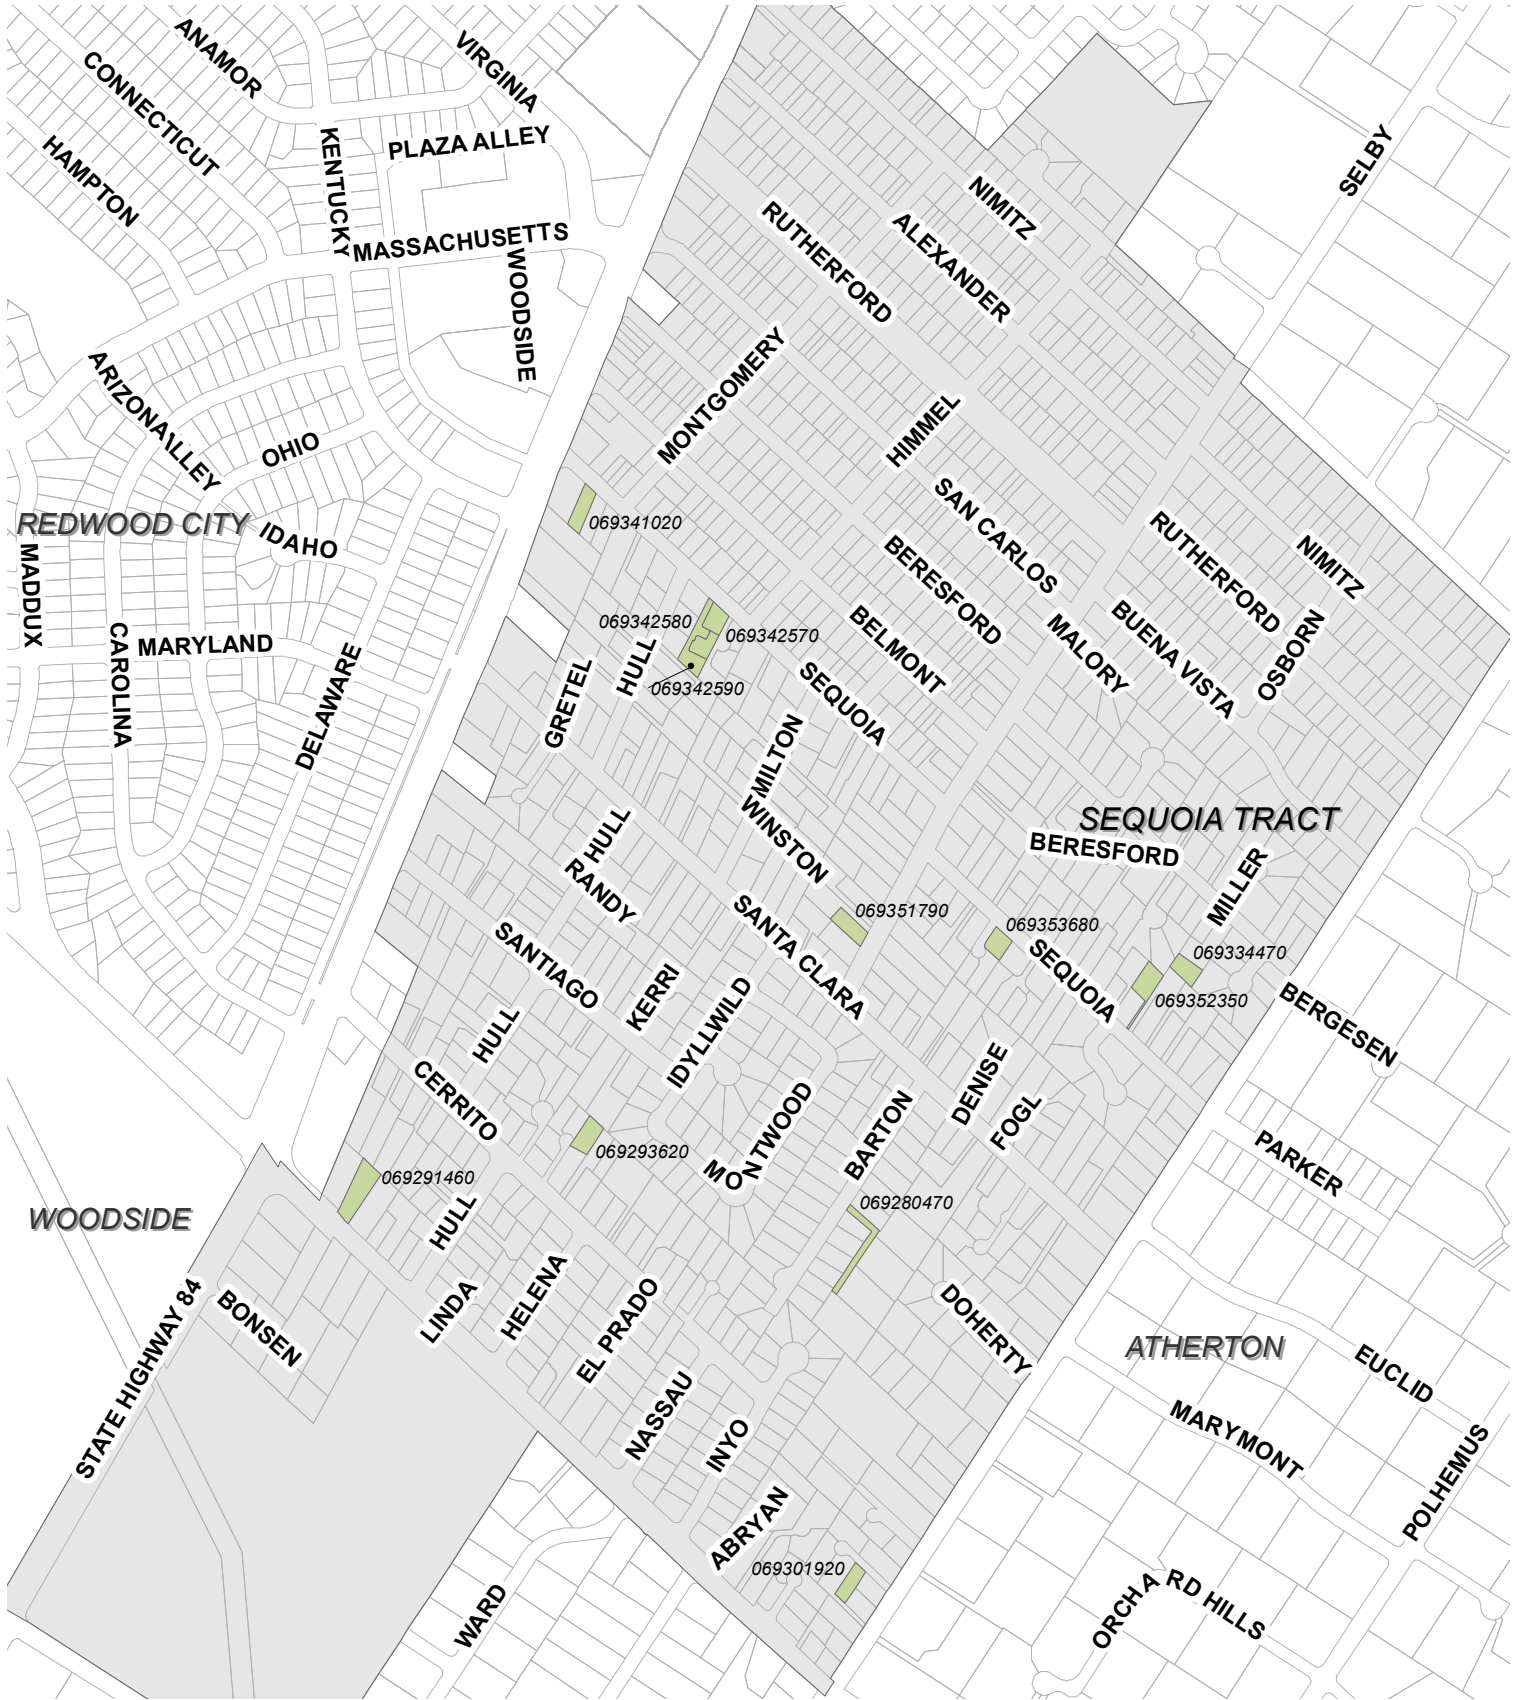 ANAMOR
VIRGINIA
CONNECTICUT
PLAZA ALLEY
KENTUCKY
HAMPTON
SELBY
NIMITZ
RUTHERFORD
ALEXANDER
MASSACHUSETTS
WOODSIDE
MONTGOMERY
ARIZONA
ALLEY
HIMMEL
OHIO
SAN CARLOS
REDWOOD CITY
069341020
IDAHO
RUTHERFORD
NIMITZ
MADDUX
BERESFORD
CAROLINA
MARYLAND
069342580
069342570
HULL
BELMONT
MALORY
BUENA VISTA
OSBORN
069342590
DELAWARE
GRETEL
SEQUOIA
MILTON
SEQUOIA TRACT
WINSTON
HULL
BERESFORD
MILLER
RANDY
SANTA CLARA
069351790
069353680
SANTIAGO
KERRI
SEQUOIA
069334470
069352350
IDYLLWILD
BERGESEN
HULL
CERRITO
DENISE
FOGL
MONTWOOD
BARTON
069293620
PARKER
069291460
WOODSIDE
HULL
069280470
STATE HIGHWAY 84
BONSEN
LINDA
HELENA
EL PRADO
DOHERTY
ATHERTON
EUCLID
NASSAU
INYO
MARYMONT
POLHEMUS
ABRYAN
069301920
WARD
ORCHARD HILLS